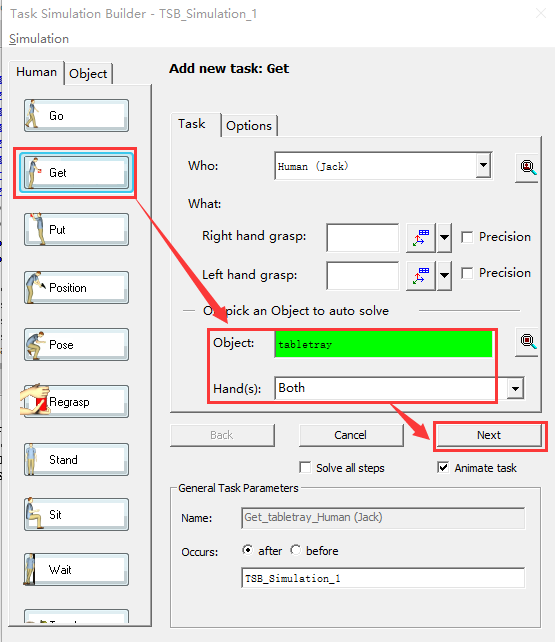 Task Simulation Builder - TSB_Simulation_1
Simulation
Human
Object
Go
Get
Put
Position
Pose
Regrasp
Stand
Sit
Wait
Add new task: Get
Task
Options
Who:
Human (Jack)
What:
Right hand grasp:
Precision
Left hand grasp:
Precision
pick an Object to auto solve
Object:
tabletray
Hand(s):
Both
Back
Cancel
Next
Solve all steps
Animate task
General Task Parameters
Name:
Get_tabletray_Human (Jack)
Occurs:
after
before
TSB_Simulation_1